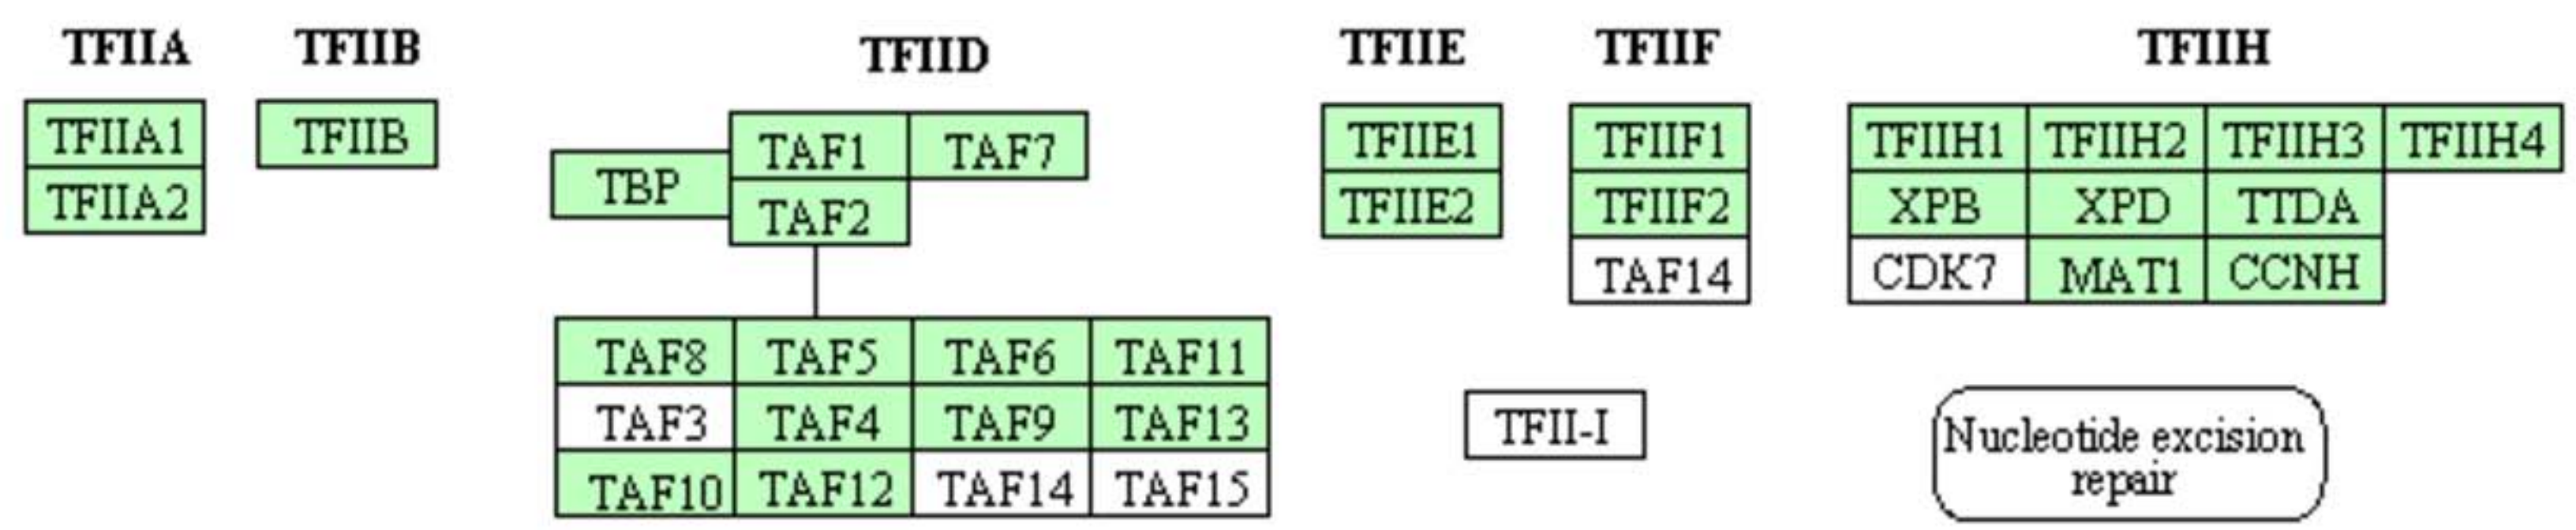 TFIIA
TFIIB
TFIID
TFIIE
TFIIF
TFIIH
TFIIA1
TFIIA2
TFIIB
TBP
TAF1
TAF7
TAF2
TAF8
TAF5
TAF6
TAF11
TAF3
TAF4
TAF9
TAF13
TAF10
TAF12
TAF14
TAF15
TFIIE1
TFIIE2
TFIIF1
TFIIF2
TAF14
TFIIH1
TFIIH2
TFIIH3
TFIIH4
XPB
XPD
TTDA
CDK7
MAT1
CCNH
TFII-I
Nucleotide excision
repair